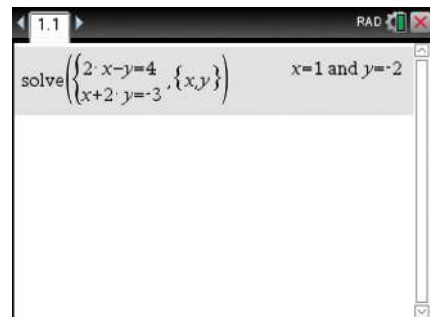 1.1 RAD
solve({2· x−y=4
x+2· y=-3 ,{x,y}) x=1 and y=-2